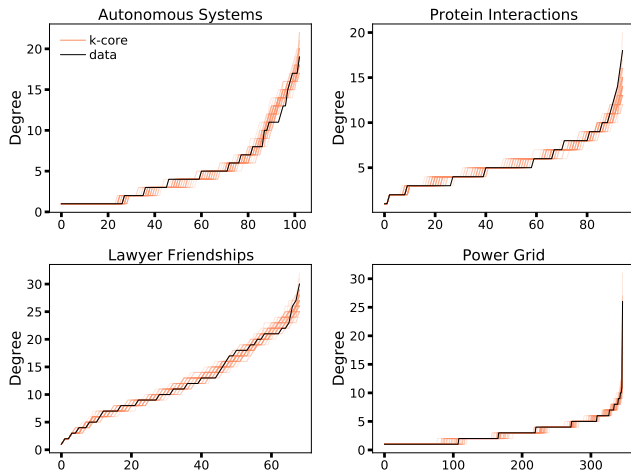 Autonomous Systems
k-core
data
Degree
20
15
10
5
0
0 20 40 60 80 100
Protein Interactions
Degree
20
15
10
5
0 20 40 60 80
Lawyer Friendships
Degree
30
25
20
15
10
5
0
0 20 40 60
Power Grid
Degree
30
25
20
15
10
5
0
0 100 200 300